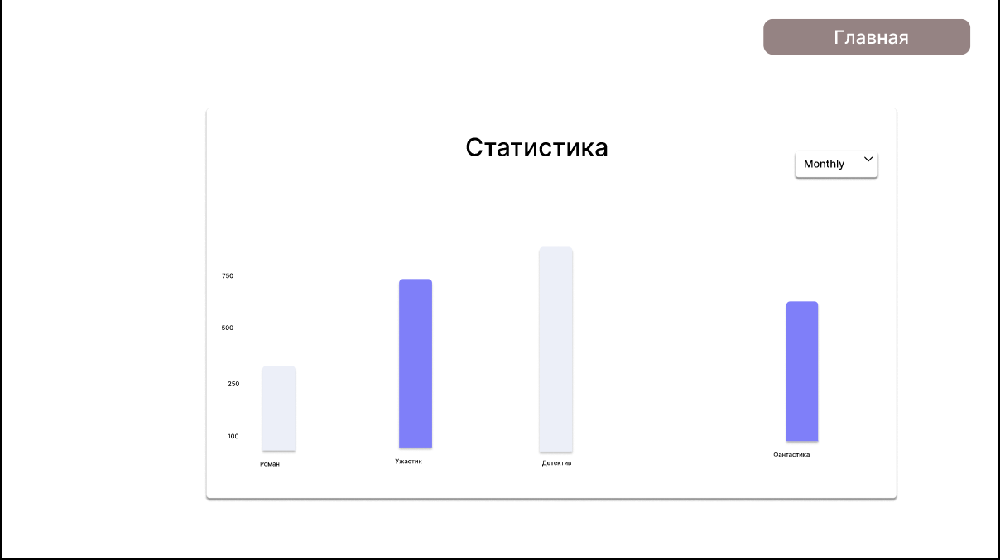 Главная
Статистика
Monthly
750
500
250
100
Роман
Ужастик
Детектив
Фантастика